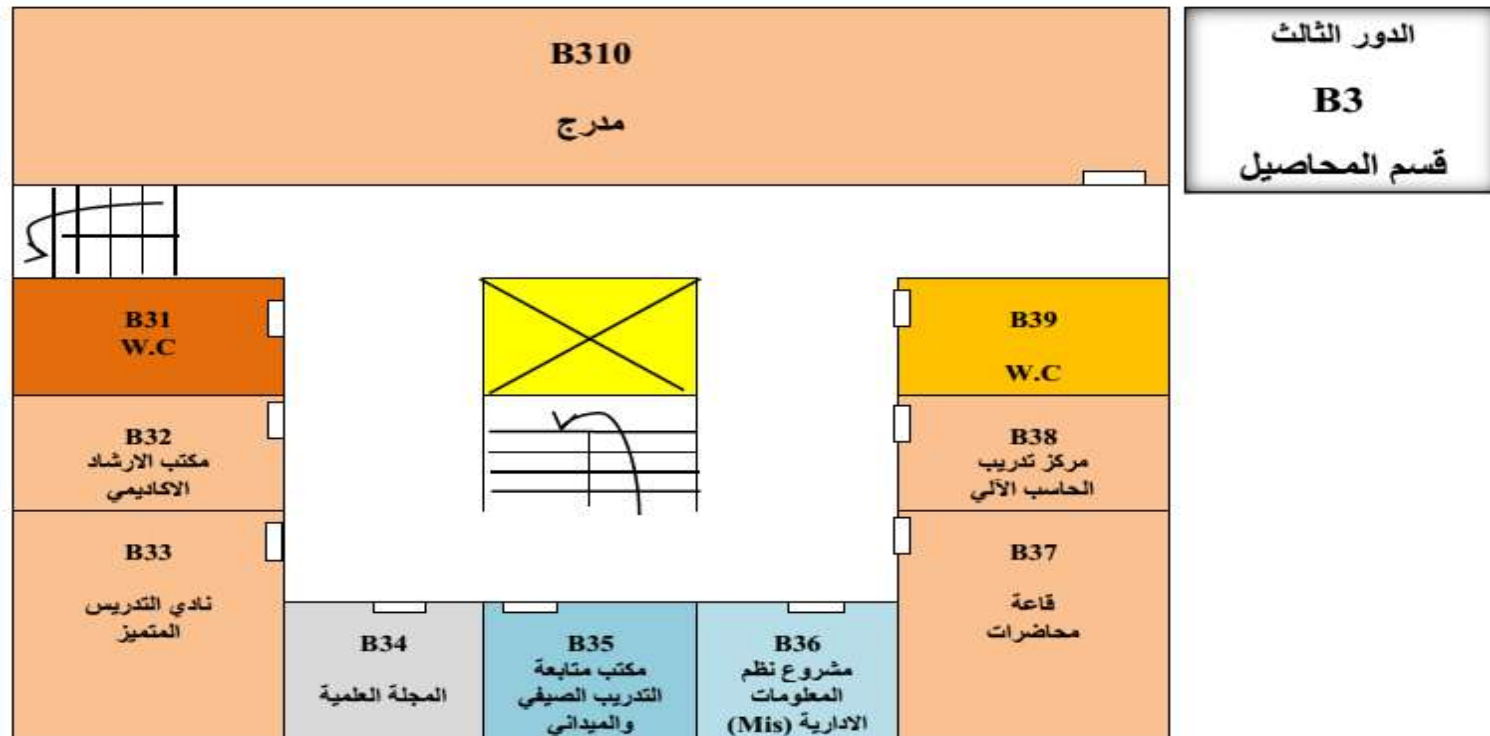 B310
مدرج
الدور الثالث
B3
قسم المحاصيل
B31
W.C
B39
W.C
B32
مكتب الارشاد
الاكاديمي
B38
مركز تدريب
الحاسب الآلي
B33
نادي التدريس
المتميز
B37
قاعة
محاضرات
B34
المجلة العلمية
B35
مكتب متابعة
التدريب الصيفي
والميداني
B36
مشروع نظم
المعلومات
الادارية (Mis)